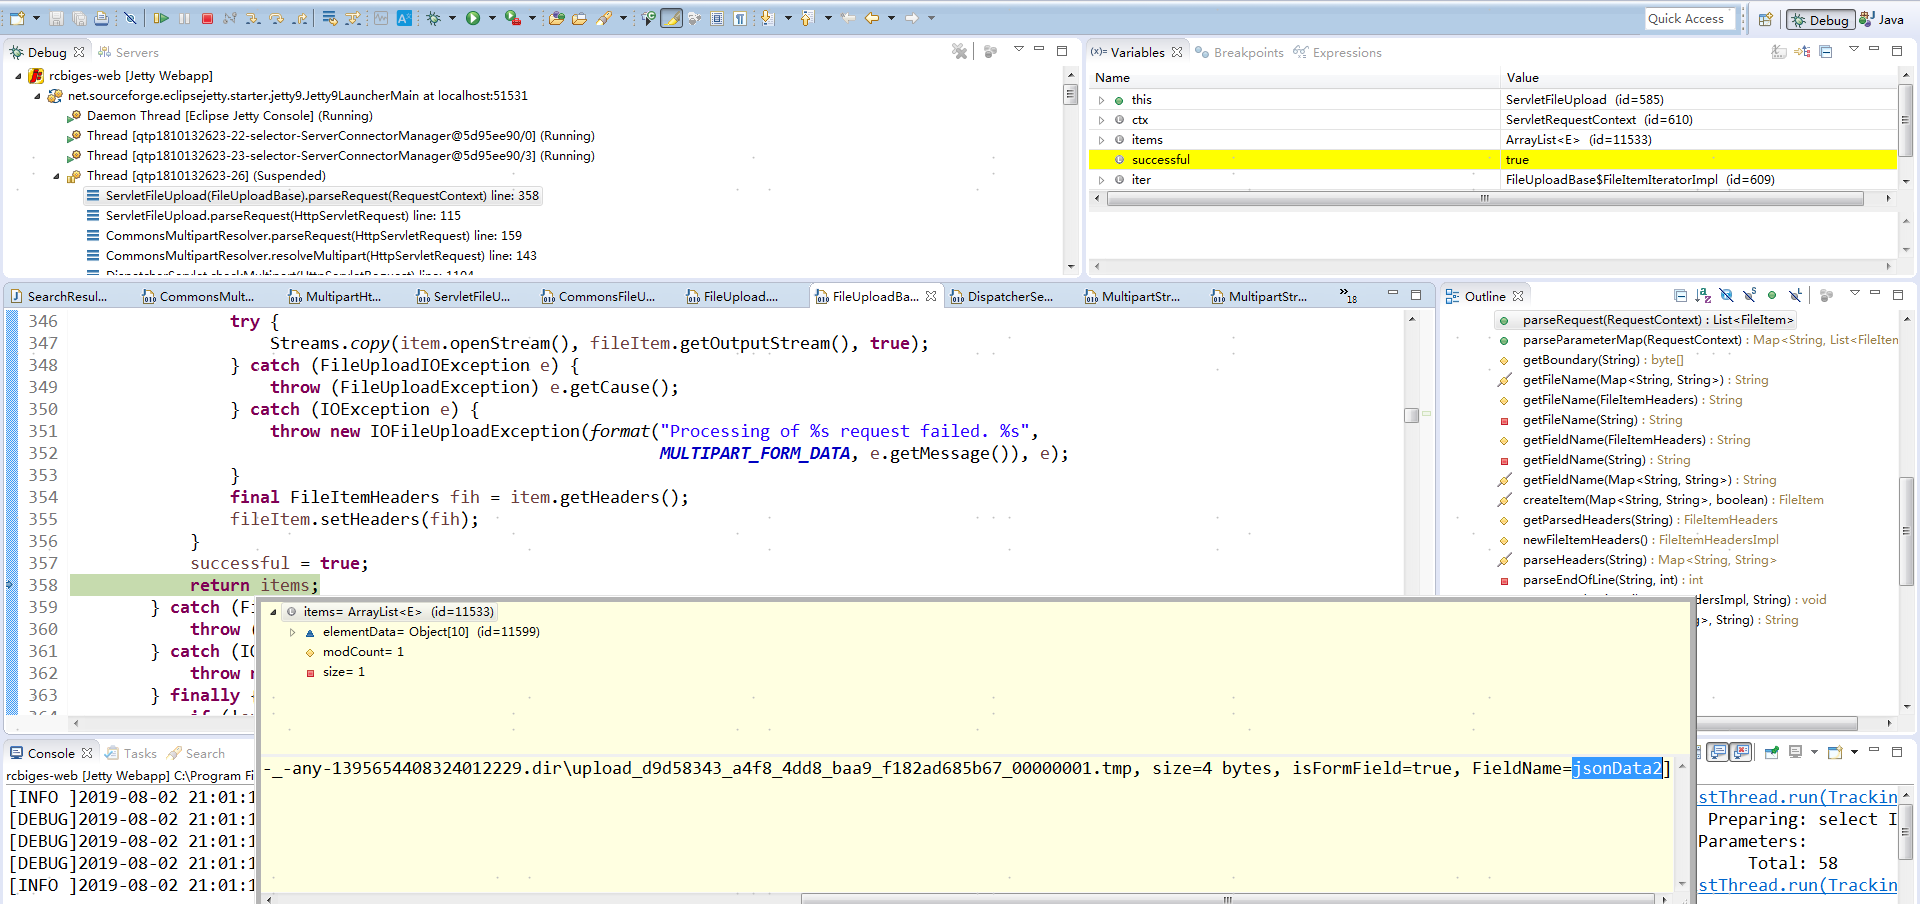 Quick Access
Debug
Java
Debug
Servers
rcbiges-web [Jetty Webapp]
net.sourceforge.eclipsejetty.starter.jetty9.Jetty9LauncherMain at localhost:51531
Daemon Thread [Eclipse Jetty Console] (Running)
Thread [qtp1810132623-22-selector-ServerConnectorManager@5d95ee90/0] (Running)
Thread [qtp1810132623-23-selector-ServerConnectorManager@5d95ee90/3] (Running)
Thread [qtp1810132623-26] (Suspended)
ServletFileUpload(FileUploadBase).parseRequest(RequestContext) line: 358
ServletFileUpload.parseRequest(HttpServletRequest) line: 115
CommonsMultipartResolver.parseRequest(HttpServletRequest) line: 159
CommonsMultipartResolver.resolveMultipart(HttpServletRequest) line: 143
DispatcherServlet.checkMultipart(HttpServletRequest) line: 1104
(x)= Variables
Breakpoints
Expressions
Name Value
this ServletFileUpload (id=585)
ctx ServletRequestContext (id=610)
items ArrayList<E> (id=11533)
successful true
iter FileUploadBase$FileItemIteratorImpl (id=609)
SearchResul...
CommonsMult...
MultipartHt...
ServletFileU...
CommonsFileU...
FileUpload....
FileUploadBa...
DispatcherSe...
MultipartStr...
MultipartStr...
»18
346 try {
347 Streams.copy(item.openStream(), fileItem.getOutputStream(), true);
348 } catch (FileUploadIOException e) {
349 throw (FileUploadException) e.getCause();
350 } catch (IOException e) {
351 throw new IOFileUploadException(format("Processing of %s request failed. %s",
352 MULTIPART_FORM_DATA, e.getMessage()), e);
353 }
354 final FileItemHeaders fih = item.getHeaders();
355 fileItem.setHeaders(fih);
356 }
357 successful = true;
358 return items;
359 } catch (Fi
360 throw (
361 } catch (IO
362 throw n
363 } finally {
364
Outline
parseRequest(RequestContext) : List<FileItem>
parseParameterMap(RequestContext) : Map<String, List<FileIten
getBoundary(String) : byte[]
getFileName(Map<String, String>) : String
getFileName(FileItemHeaders) : String
getFileName(String) : String
getFieldName(FileItemHeaders) : String
getFieldName(String) : String
getFieldName(Map<String, String>) : String
createItem(Map<String, String>, boolean) : FileItem
getParsedHeaders(String) : FileItemHeaders
newFileItemHeaders() : FileItemHeadersImpl
parseHeaders(String) : Map<String, String>
parseEndOfLine(String, int) : int
dersImpl, String) : void
g>, String) : String
items= ArrayList<E> (id=11533)
elementData= Object[10] (id=11599)
modCount= 1
size= 1
-_-any-1395654408324012229.dir\upload_d9d58343_a4f8_4dd8_baa9_f182ad685b67_00000001.tmp, size=4 bytes, isFormField=true, FieldName=jsonData2]
Console
Tasks
Search
rcbiges-web [Jetty Webapp] C:\Program Fi
[INFO ]2019-08-02 21:01:1
[DEBUG]2019-08-02 21:01:1
[DEBUG]2019-08-02 21:01:1
[DEBUG]2019-08-02 21:01:1
[INFO ]2019-08-02 21:01:1
stThread.run(Trackin
Preparing: select I
Parameters:
Total: 58
stThread.run(Trackin